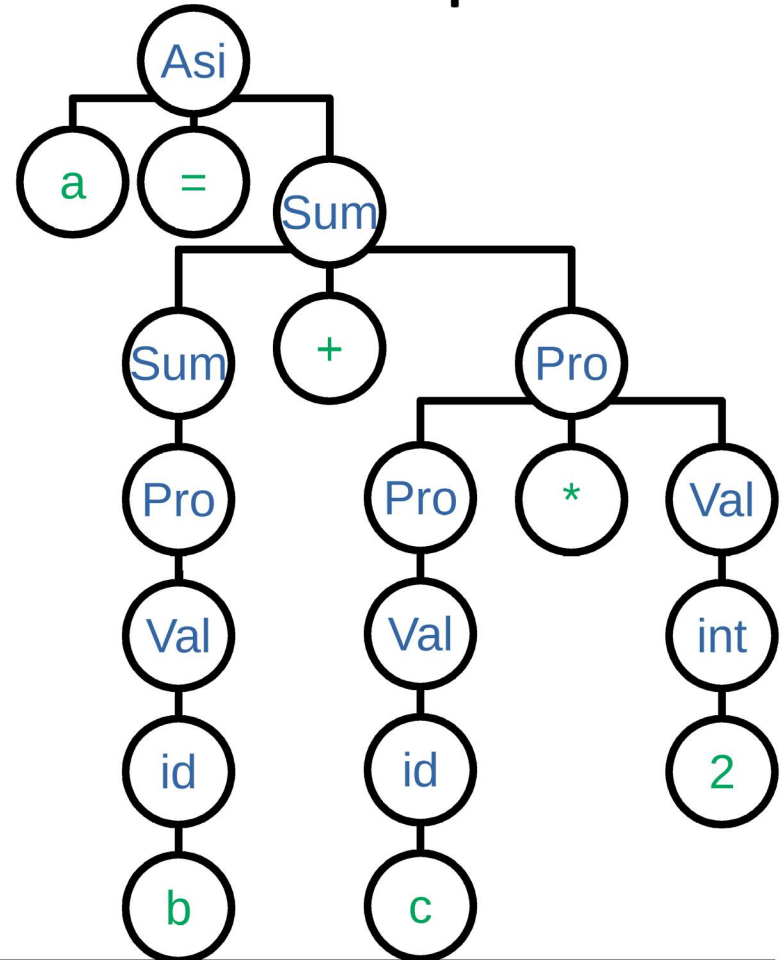 Asi
a = Sum
Sum + Pro
Pro Pro * Val
Val Val int
id id 2
b c